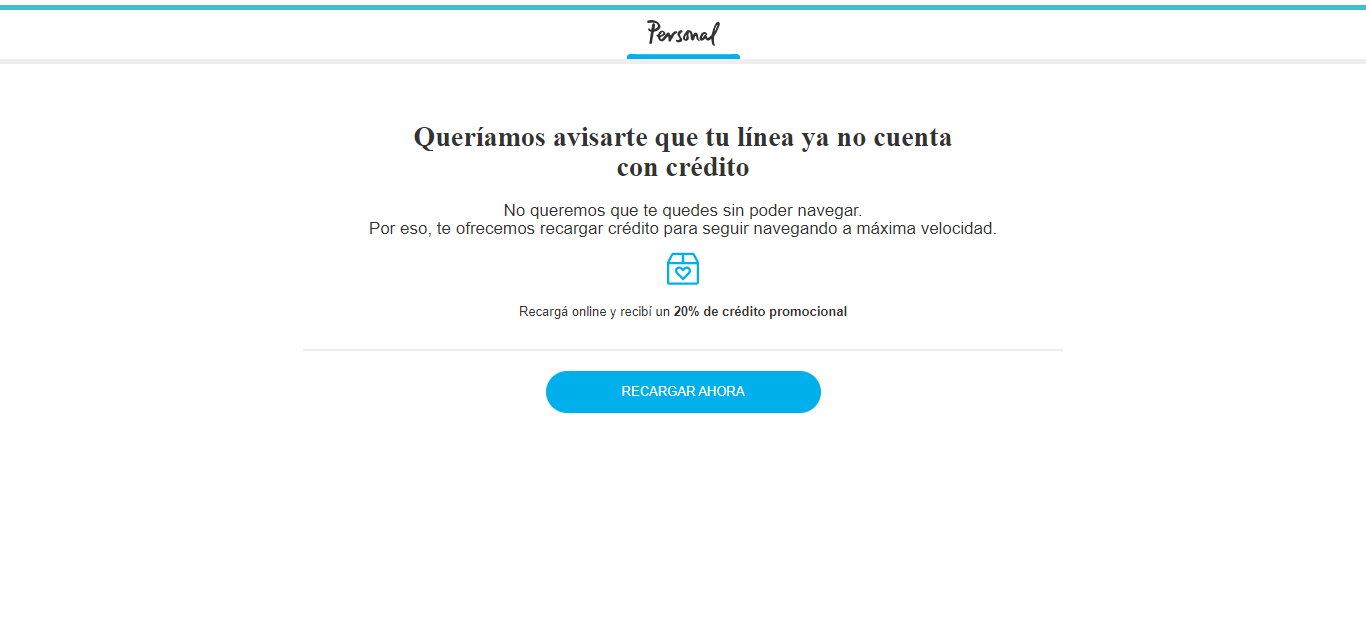 Personal
Queríamos avisarte que tu línea ya no cuenta
con crédito
No queremos que te quedes sin poder navegar.
Por eso, te ofrecemos recargar crédito para seguir navegando a máxima velocidad.
Recargá online y recibí un 20% de crédito promocional
RECARGAR AHORA